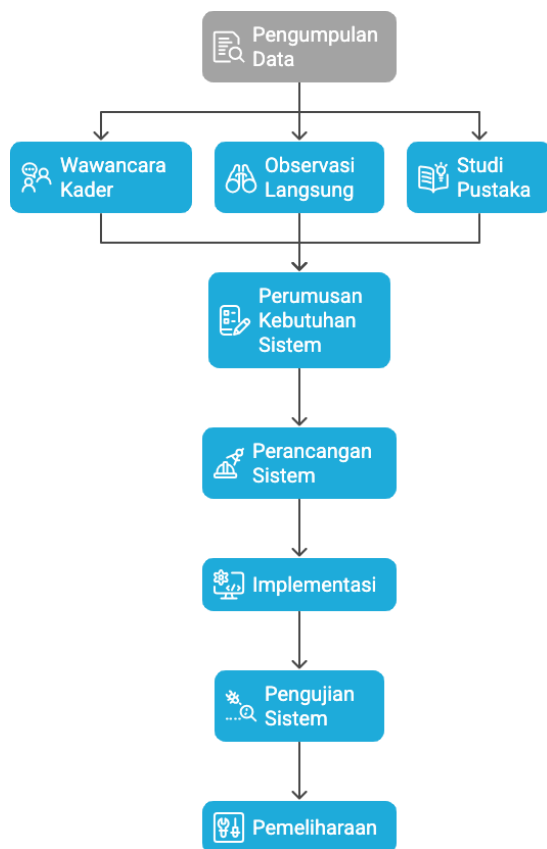 Pengumpulan
Data
Wawancara
Kader
Observasi
Langsung
Studi
Pustaka
Perumusan
Kebutuhan
Sistem
Perancangan
Sistem
Implementasi
Pengujian
Sistem
Pemeliharaan